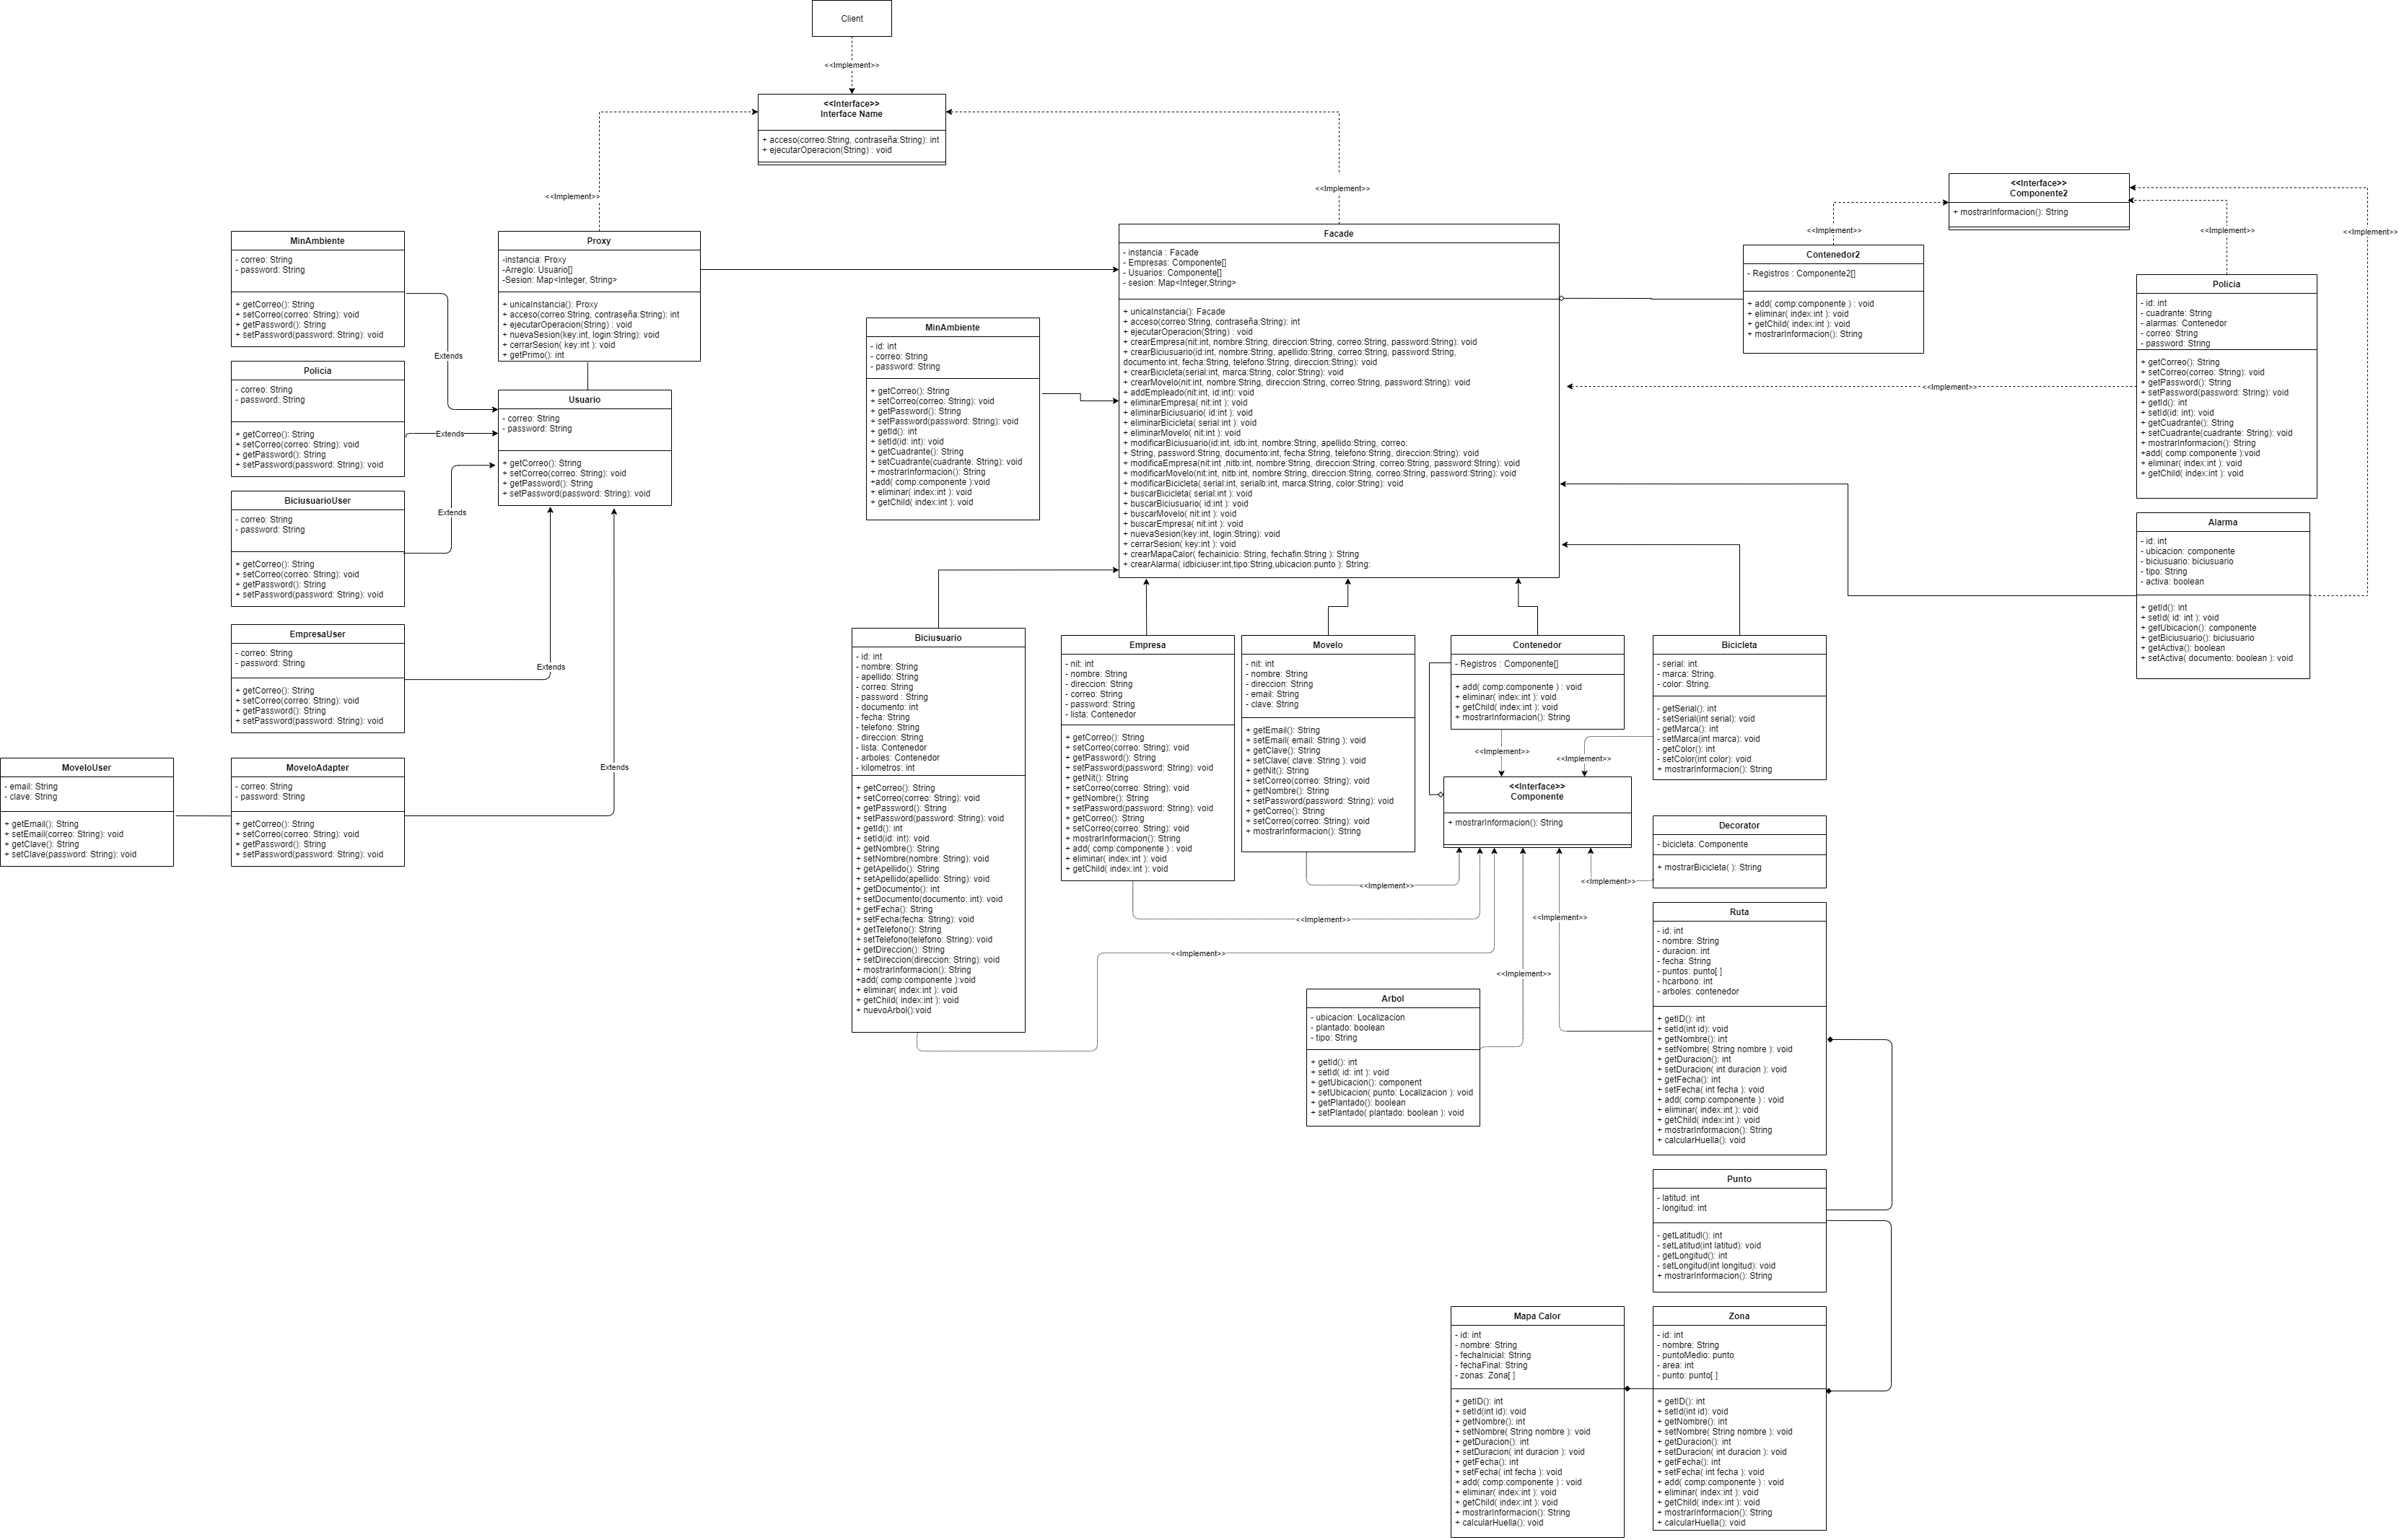 Client
<<Implement>>
<<Interface>>
Interface Name
+ acceso(correo:String, contraseña:String): int
+ ejecutarOperacion(String) : void
<<Implement>>
<<Implement>>
<<Interface>>
Componente2
+ mostrarInformacion(): String
<<Implement>>
<<Implement>>
<<Implement>>
MinAmbiente
- correo: String
- password: String
+ getCorreo(): String
+ setCorreo(correo: String): void
+ getPassword(): String
+ setPassword(password: String): void
Extends
Policia
- correo: String
- password: String
+ getCorreo(): String
+ setCorreo(correo: String): void
+ getPassword(): String
+ setPassword(password: String): void
Extends
BiciusuarioUser
- correo: String
- password: String
+ getCorreo(): String
+ setCorreo(correo: String): void
+ getPassword(): String
+ setPassword(password: String): void
Extends
EmpresaUser
- correo: String
- password: String
+ getCorreo(): String
+ setCorreo(correo: String): void
+ getPassword(): String
+ setPassword(password: String): void
Extends
MoveloUser
- email: String
- clave: String
+ getEmail(): String
+ setEmail(correo: String): void
+ getClave(): String
+ setClave(password: String): void
MoveloAdapter
- correo: String
- password: String
+ getCorreo(): String
+ setCorreo(correo: String): void
+ getPassword(): String
+ setPassword(password: String): void
Extends
Proxy
-instancia: Proxy
-Arreglo: Usuario[]
-Sesion: Map<Integer, String>
+ unicaInstancia(): Proxy
+ acceso(correo:String, contraseña:String): int
+ ejecutarOperacion(String) : void
+ nuevaSesion(key:int, login:String): void
+ cerrarSesion( key:int ): void
+ getPrimo(): int
Usuario
- correo: String
- password: String
+ getCorreo(): String
+ setCorreo(correo: String): void
+ getPassword(): String
+ setPassword(password: String): void
MinAmbiente
- id: int
- correo: String
- password: String
+ getCorreo(): String
+ setCorreo(correo: String): void
+ getPassword(): String
+ setPassword(password: String): void
+ getId(): int
+ setId(id: int): void
+ getCuadrante(): String
+ setCuadrante(cuadrante: String): void
+ mostrarInformacion(): String
+add( comp:componente ):void
+ eliminar( index:int ): void
+ getChild( index:int ): void
Facade
- instancia : Facade
- Empresas: Componente[]
- Usuarios: Componente[]
- sesion: Map<Integer,String>
+ unicaInstancia(): Facade
+ acceso(correo:String, contraseña:String): int
+ ejecutarOperacion(String) : void
+ crearEmpresa(nit:int, nombre:String, direccion:String, correo:String, password:String): void
+ crearBiciusuario(id:int, nombre:String, apellido:String, correo:String, password:String,
documento:int, fecha:String, telefono:String, direccion:String): void
+ crearBicicleta(serial:int, marca:String, color:String): void
+ crearMovelo(nit:int, nombre:String, direccion:String, correo:String, password:String): void
+ addEmpleado(nit:int, id:int): void
+ eliminarEmpresa( nit:int ): void
+ eliminarBiciusuario( id:int ): void
+ eliminarBicicleta( serial:int ): void
+ eliminarMovelo( nit:int ): void
+ modificarBiciusuario(id:int, idb:int, nombre:String, apellido:String, correo:
+ String, password:String, documento:int, fecha:String, telefono:String, direccion:String): void
+ modificaEmpresa(nit:int ,nitb:int, nombre:String, direccion:String, correo:String, password:String): void
+ modificarMovelo(nit:int, nitb:int, nombre:String, direccion:String, correo:String, password:String): void
+ modificarBicicleta( serial:int, serialb:int, marca:String, color:String): void
+ buscarBicicleta( serial:int ): void
+ buscarBiciusuario( id:int ): void
+ buscarMovelo( nit:int ): void
+ buscarEmpresa( nit:int ): void
+ nuevaSesion(key:int, login:String): void
+ cerrarSesion( key:int ): void
+ crearMapaCalor( fechainicio: String, fechafin:String ): String
+ crearAlarma( idbiciuser:int,tipo:String,ubicacion:punto ): String:
Contenedor2
- Registros : Componente2[]
+ add( comp:componente ) : void
+ eliminar( index:int ): void
+ getChild( index:int ): void
+ mostrarInformacion(): String
Policia
- id: int
- cuadrante: String
- alarmas: Contenedor
- correo: String
- password: String
+ getCorreo(): String
+ setCorreo(correo: String): void
+ getPassword(): String
+ setPassword(password: String): void
+ getId(): int
+ setId(id: int): void
+ getCuadrante(): String
+ setCuadrante(cuadrante: String): void
+ mostrarInformacion(): String
+add( comp:componente ):void
+ eliminar( index:int ): void
+ getChild( index:int ): void
<<Implement>>
Alarma
- id: int
- ubicacion: componente
- biciusuario: biciusuario
- tipo: String
- activa: boolean
+ getId(): int
+ setId( id: int ): void
+ getUbicacion(): componente
+ getBiciusuario(): biciusuario
+ getActiva(): boolean
+ setActiva( documento: boolean ): void
Biciusuario
- id: int
- nombre: String
- apellido: String
- correo: String
- password : String
- documento: int
- fecha: String
- telefono: String
- direccion: String
- lista: Contenedor
- arboles: Contenedor
- kilometros: int
+ getCorreo(): String
+ setCorreo(correo: String): void
+ getPassword(): String
+ setPassword(password: String): void
+ getId(): int
+ setId(id: int): void
+ getNombre(): String
+ setNombre(nombre: String): void
+ getApellido(): String
+ setApellido(apellido: String): void
+ getDocumento(): int
+ setDocumento(documento: int): void
+ getFecha(): String
+ setFecha(fecha: String): void
+ getTelefono(): String
+ setTelefono(telefono: String): void
+ getDireccion(): String
+ setDireccion(direccion: String): void
+ mostrarInformacion(): String
+add( comp:componente ):void
+ eliminar( index:int ): void
+ getChild( index:int ): void
+ nuevoArbol():void
Empresa
- nit: int
- nombre: String
- direccion: String
- correo: String
- password: String
- lista: Contenedor
+ getCorreo(): String
+ setCorreo(correo: String): void
+ getPassword(): String
+ setPassword(password: String): void
+ getNit(): String
+ setCorreo(correo: String): void
+ getNombre(): String
+ setPassword(password: String): void
+ getCorreo(): String
+ setCorreo(correo: String): void
+ mostrarInformacion(): String
+ add( comp:componente ) : void
+ eliminar( index:int ): void
+ getChild( index:int ): void
Movelo
- nit: int
- nombre: String
- direccion: String
- email: String
- clave: String
+ getEmail(): String
+ setEmail( email: String ): void
+ getClave(): String
+ setClave( clave: String ): void
+ getNit(): String
+ setCorreo(correo: String): void
+ getNombre(): String
+ setPassword(password: String): void
+ getCorreo(): String
+ setCorreo(correo: String): void
+ mostrarInformacion(): String
Contenedor
- Registros : Componente[]
+ add( comp:componente ) : void
+ eliminar( index:int ): void
+ getChild( index:int ): void
+ mostrarInformacion(): String
<<Implement>>
<<Implement>>
Bicicleta
- serial: int.
- marca: String.
- color: String.
- getSerial(): int
- setSerial(int serial): void
- getMarca(): int
- setMarca(int marca): void
- getColor(): int
- setColor(int color): void
+ mostrarInformacion(): String
<<Interface>>
Componente
+ mostrarInformacion(): String
Decorator
- bicicleta: Componente
+ mostrarBicicleta( ): String
<<Implement>>
<<Implement>>
<<Implement>>
<<Implement>>
<<Implement>>
<<Implement>>
Ruta
- id: int
- nombre: String
- duracion: int
- fecha: String
- puntos: punto[ ]
- hcarbono: int
- arboles: contenedor
+ getID(): int
+ setId(int id): void
+ getNombre(): int
+ setNombre( String nombre ): void
+ getDuracion(): int
+ setDuracion( int duracion ): void
+ getFecha(): int
+ setFecha( int fecha ): void
+ add( comp:componente ) : void
+ eliminar( index:int ): void
+ getChild( index:int ): void
+ mostrarInformacion(): String
+ calcularHuella(): void
Arbol
- ubicacion: Localizacion
- plantado: boolean
- tipo: String
+ getId(): int
+ setId( id: int ): void
+ getUbicacion(): component
+ setUbicacion( punto: Localizacion ): void
+ getPlantado(): boolean
+ setPlantado( plantado: boolean ): void
Punto
- latitud: int
- longitud: int
- getLatitudl(): int
- setLatitud(int latitud): void
- getLongitud(): int
- setLongitud(int longitud): void
+ mostrarInformacion(): String
Mapa Calor
- id: int
- nombre: String
- fechaInicial: String
- fechaFinal: String
- zonas: Zona[ ]
+ getID(): int
+ setId(int id): void
+ getNombre(): int
+ setNombre( String nombre ): void
+ getDuracion(): int
+ setDuracion( int duracion ): void
+ getFecha(): int
+ setFecha( int fecha ): void
+ add( comp:componente ) : void
+ eliminar( index:int ): void
+ getChild( index:int ): void
+ mostrarInformacion(): String
+ calcularHuella(): void
Zona
- id: int
- nombre: String
- puntoMedio: punto
- area: int
- punto: punto[ ]
+ getID(): int
+ setId(int id): void
+ getNombre(): int
+ setNombre( String nombre ): void
+ getDuracion(): int
+ setDuracion( int duracion ): void
+ getFecha(): int
+ setFecha( int fecha ): void
+ add( comp:componente ) : void
+ eliminar( index:int ): void
+ getChild( index:int ): void
+ mostrarInformacion(): String
+ calcularHuella(): void